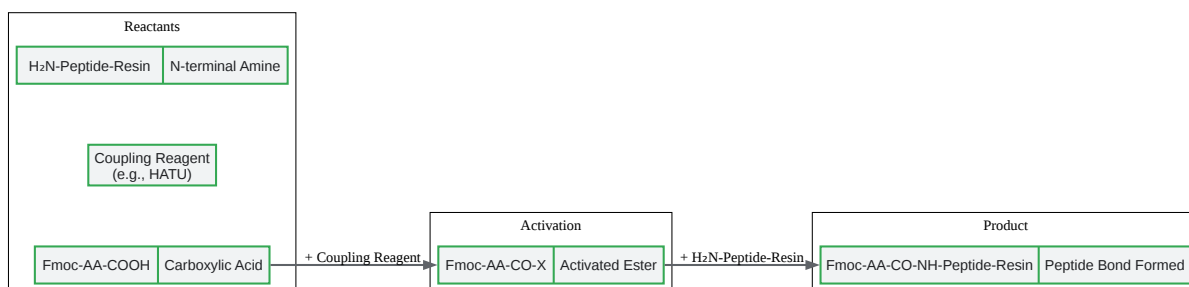 Reactants
H₂N-Peptide-Resin N-terminal Amine
Coupling Reagent
(e.g., HATU)
Fmoc-AA-COOH Carboxylic Acid
+ Coupling Reagent
Activation
Fmoc-AA-CO-X Activated Ester
+ H₂N-Peptide-Resin
Product
Fmoc-AA-CO-NH-Peptide-Resin Peptide Bond Formed